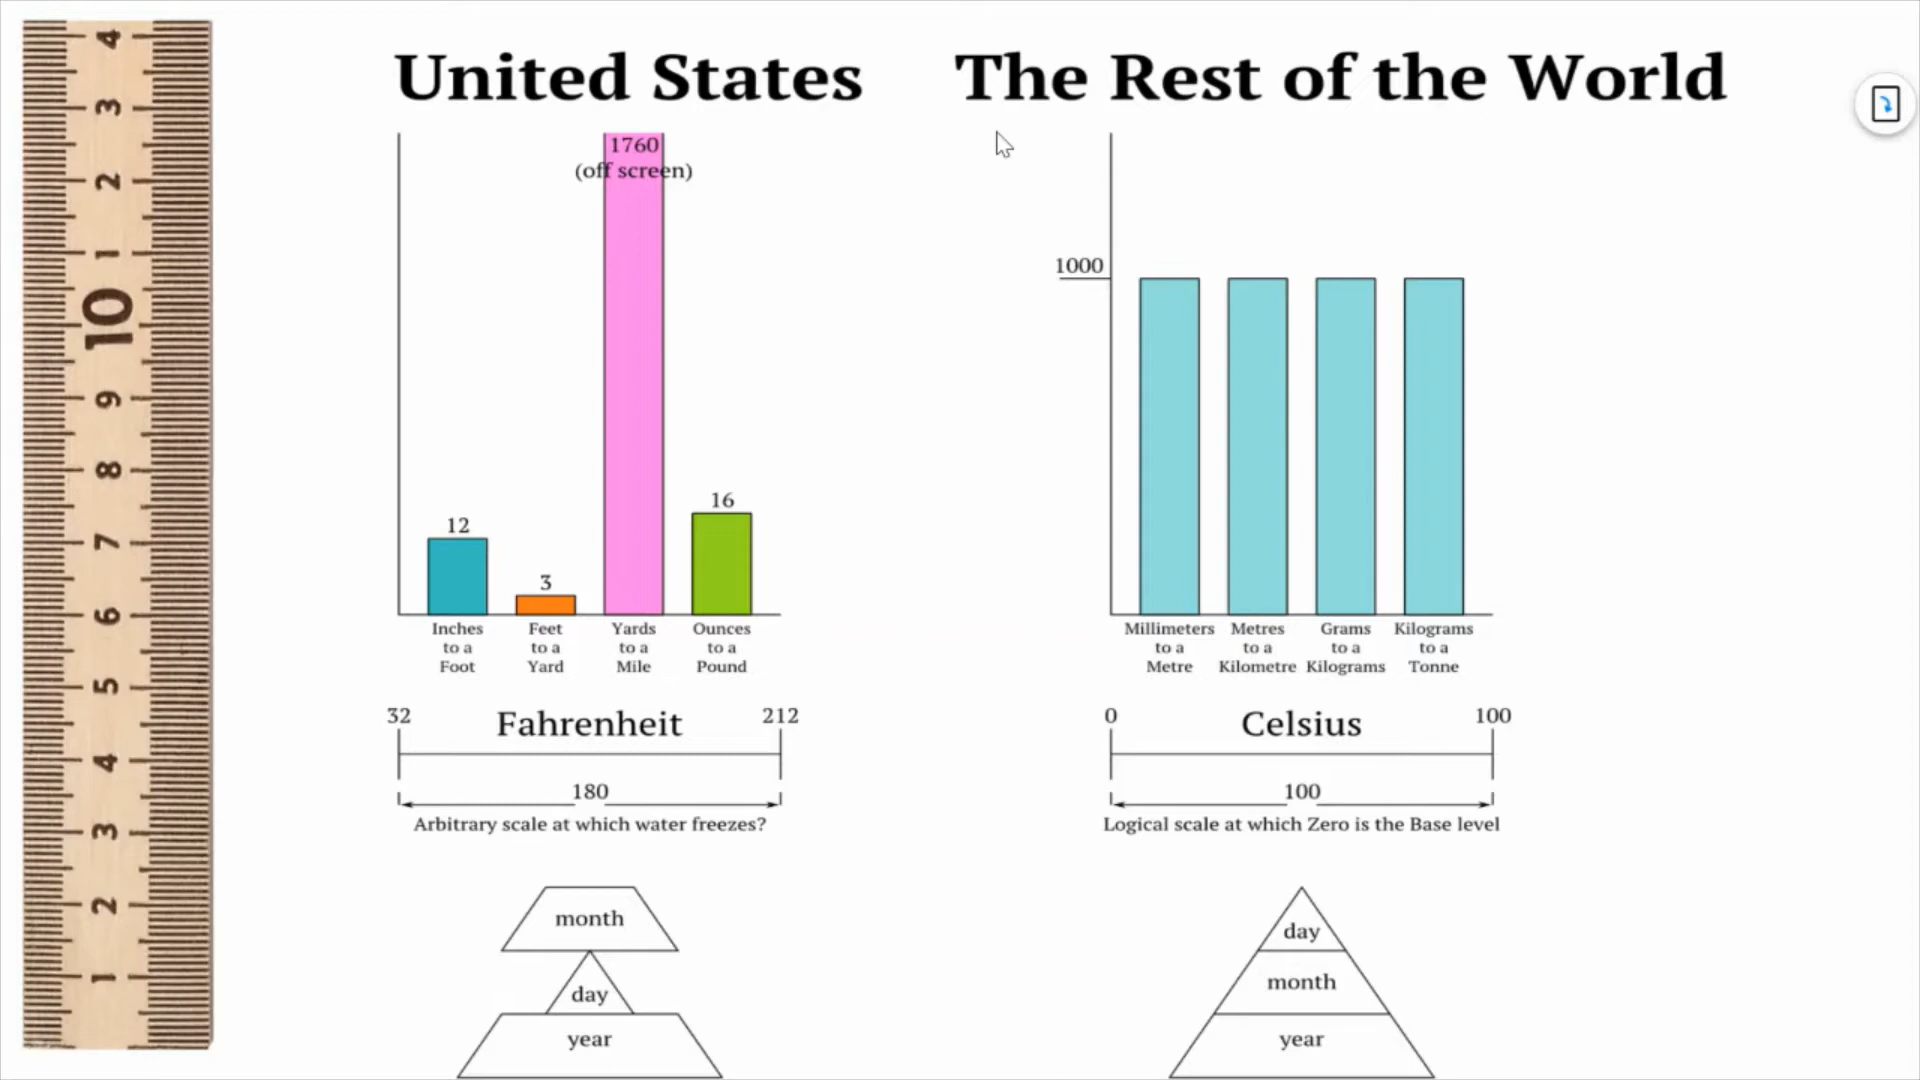 4
3
2
1
10
9
8
7
6
5
4
3
2
1
United States
1760
(off screen)
12
3
16
Inches
to a
Foot
Feet
to a
Yard
Yards
to a
Mile
Ounces
to a
Pound
32
Fahrenheit
212
180
Arbitrary scale at which water freezes?
month
day
year
The Rest of the World
1000
Millimeters
to a
Metre
Metres
to a
Kilometre
Grams
to a
Kilograms
Kilograms
to a
Tonne
0
Celsius
100
100
Logical scale at which Zero is the Base level
day
month
year